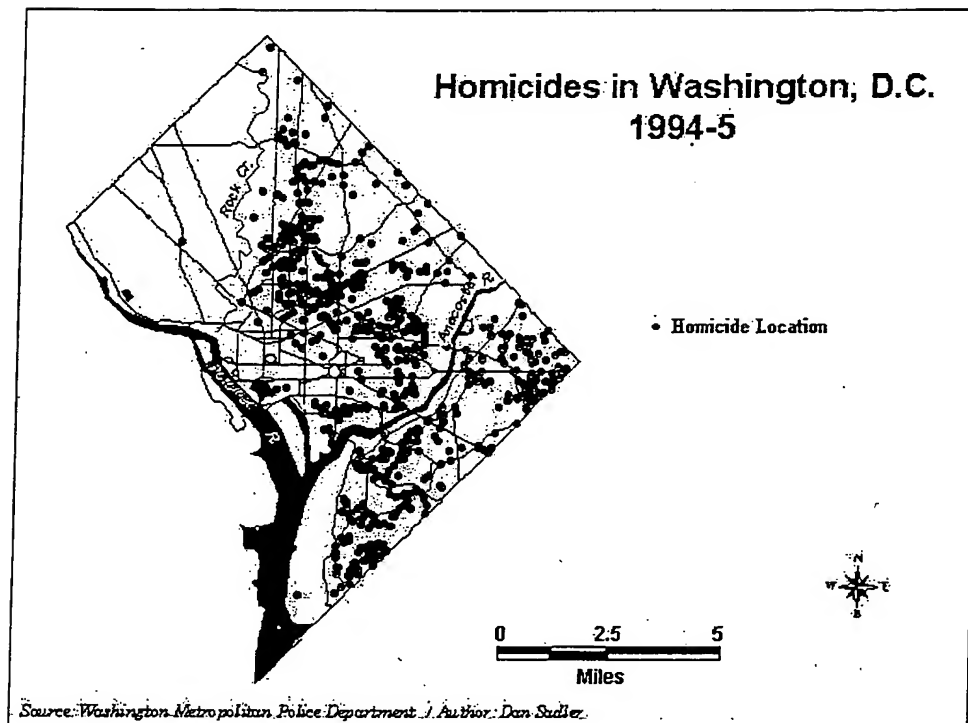 Homicides in Washington, D.C.
1994-5
Rock Cr.
Anacostia R.
Potomac R.
Homicide Location
N
W E
S
0 2.5 5
Miles
Source: Washington Metropolitan Police Department / Author: Dan Sadler